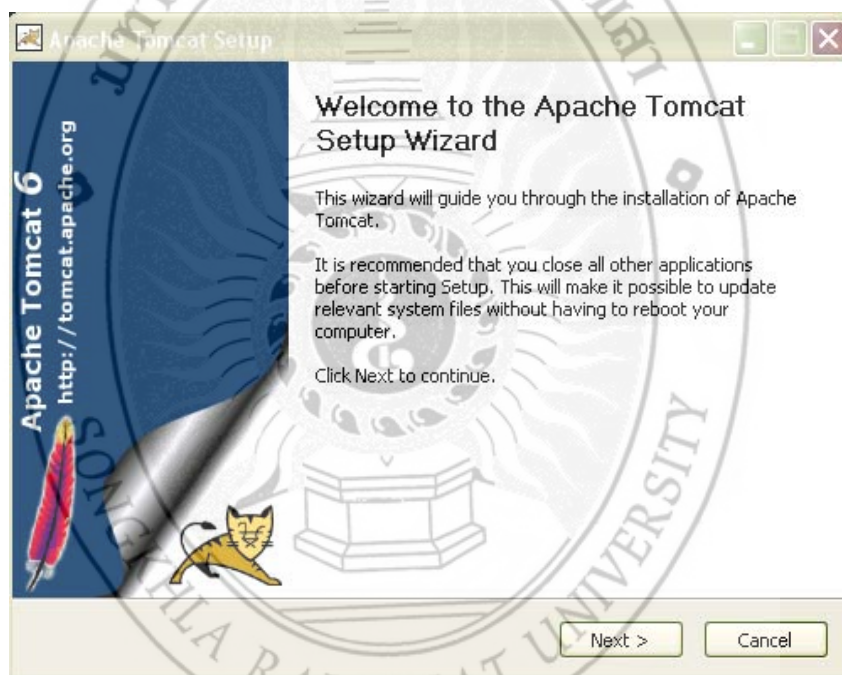 Apache Tomcat Setup
Apache Tomcat 6
http://tomcat.apache.org
Welcome to the Apache Tomcat
Setup Wizard
This wizard will guide you through the installation of Apache
Tomcat.
It is recommended that you close all other applications
before starting Setup. This will make it possible to update
relevant system files without having to reboot your
computer.
Click Next to continue.
Next >
Cancel
SONGKHLA RAJABHAT UNIVERSITY